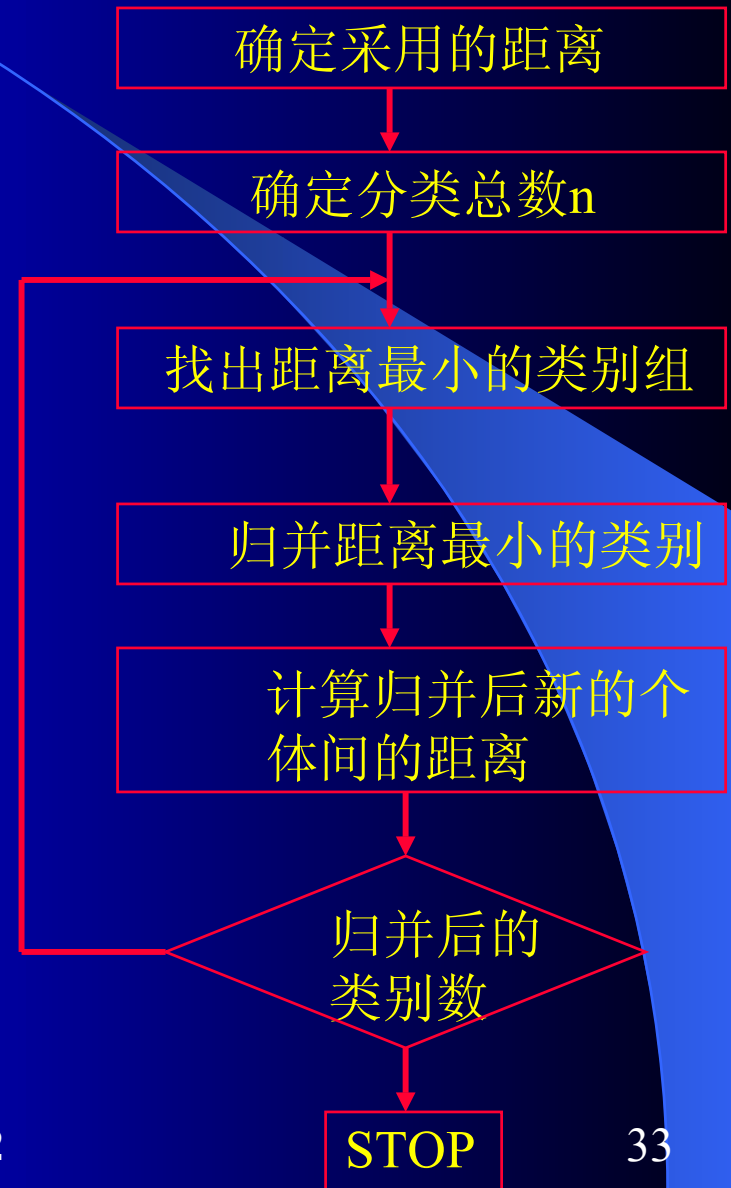 确定采用的距离
确定分类总数n
找出距离最小的类别组
归并距离最小的类别
计算归并后新的个
体间的距离
归并后的
类别数
STOP
33